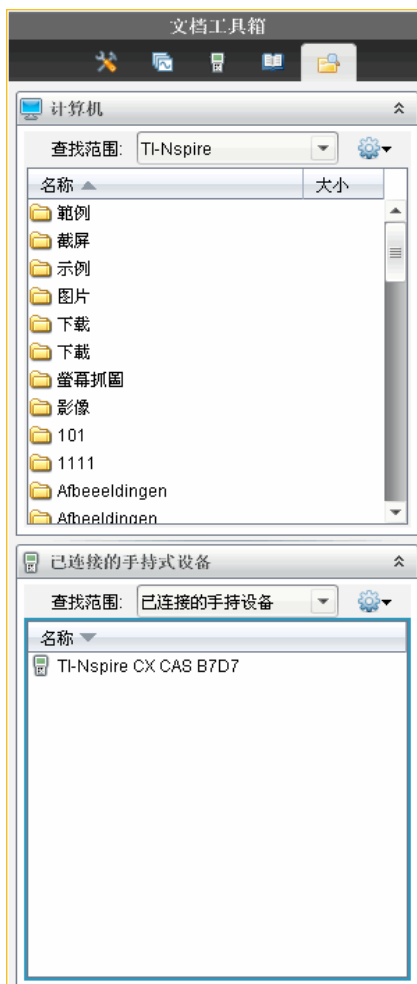 文档工具箱
计算机
查找范围: TI-Nspire
名称 大小
範例
截屏
示例
图片
下载
下載
螢幕抓圖
影像
101
1111
Afbeeeldingen
Afbeeldingen
已连接的手持式设备
查找范围: 已连接的手持设备
名称
TI-Nspire CX CAS B7D7